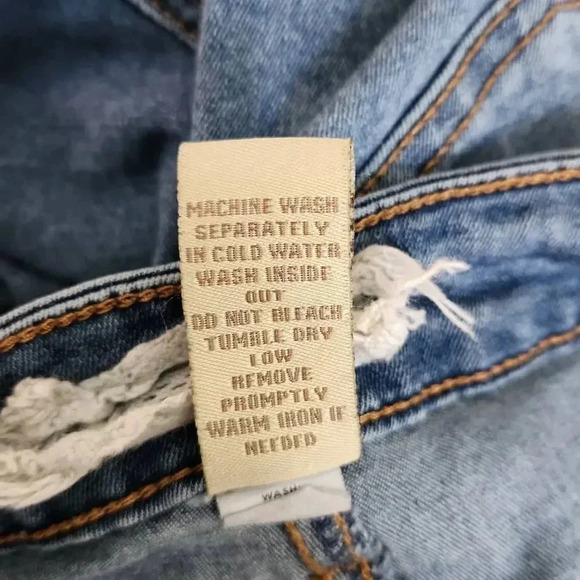 MACHINE WASH
SEPARATELY
IN COLD WATER
WASH INSIDE
OUT
DO NOT BLEACH
TUMBLE DRY
LOW
REMOVE
PROMPTLY
WARM IRON IF
NEEDED
WASH